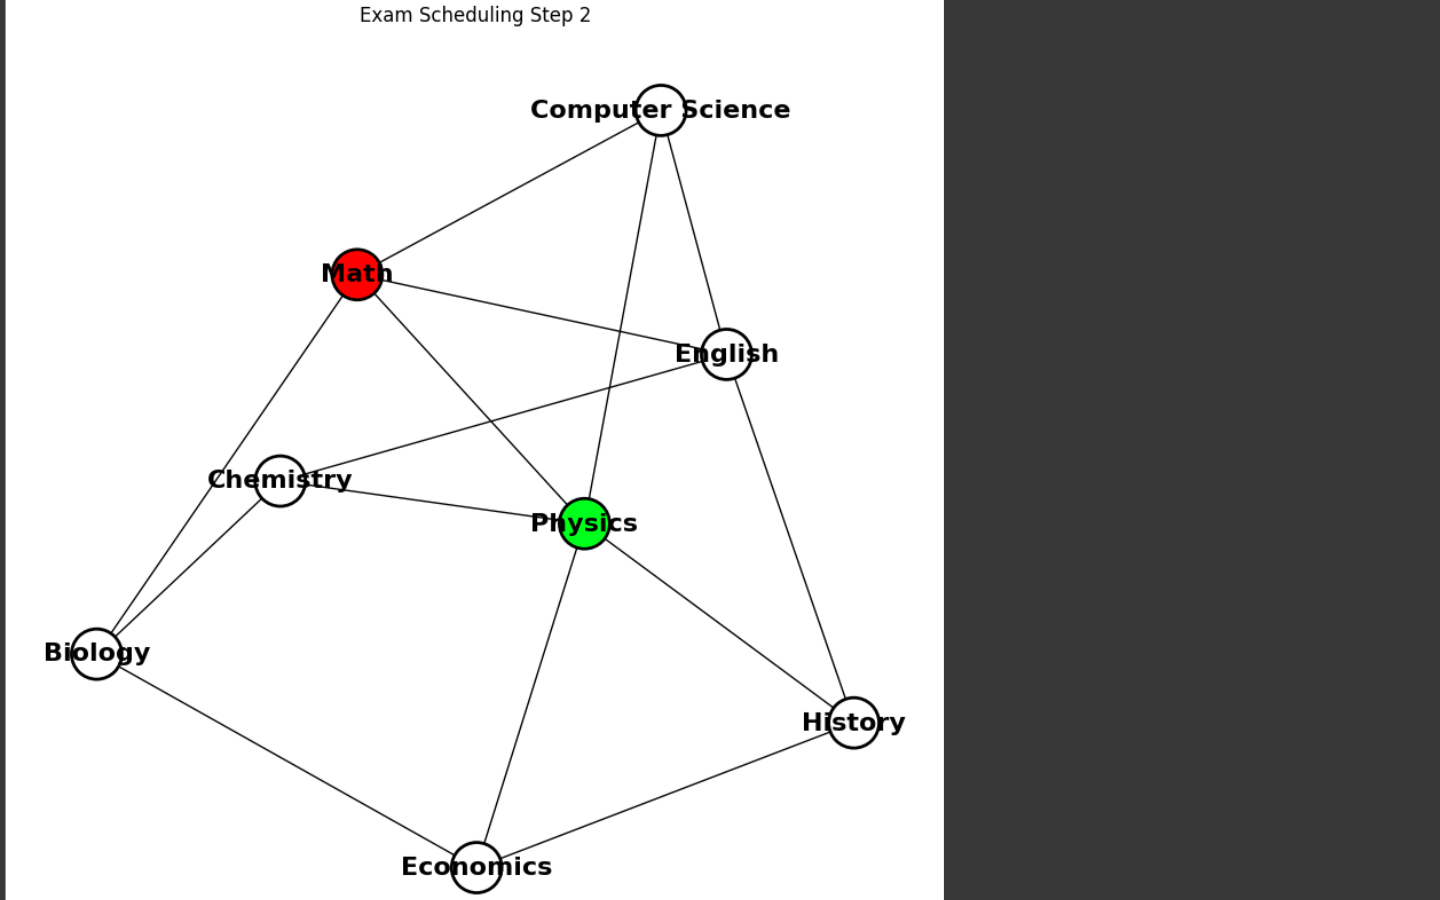 Exam Scheduling Step 2
Computer Science
Math
English
Chemistry
Physics
Biology
History
Economics